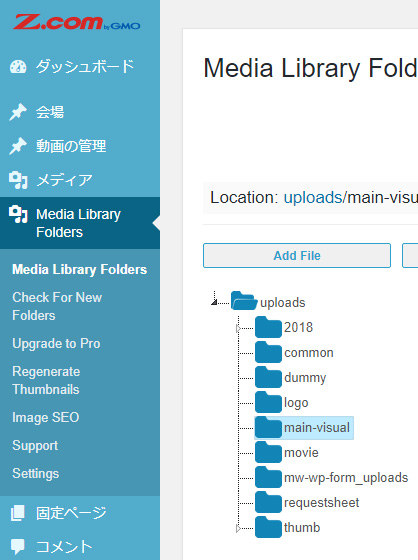 Z.com by GMO
ダッシュボード
会場
動画の管理
メディア
Media Library
Folders
Media Library Folders
Check For New
Folders
Upgrade to Pro
Regenerate
Thumbnails
Image SEO
Support
Settings
固定ページ
コメント
Media Library Fold
Location: uploads/main-visu
Add File
uploads
2018
common
dummy
logo
main-visual
movie
mw-wp-form_uploads
requestsheet
thumb